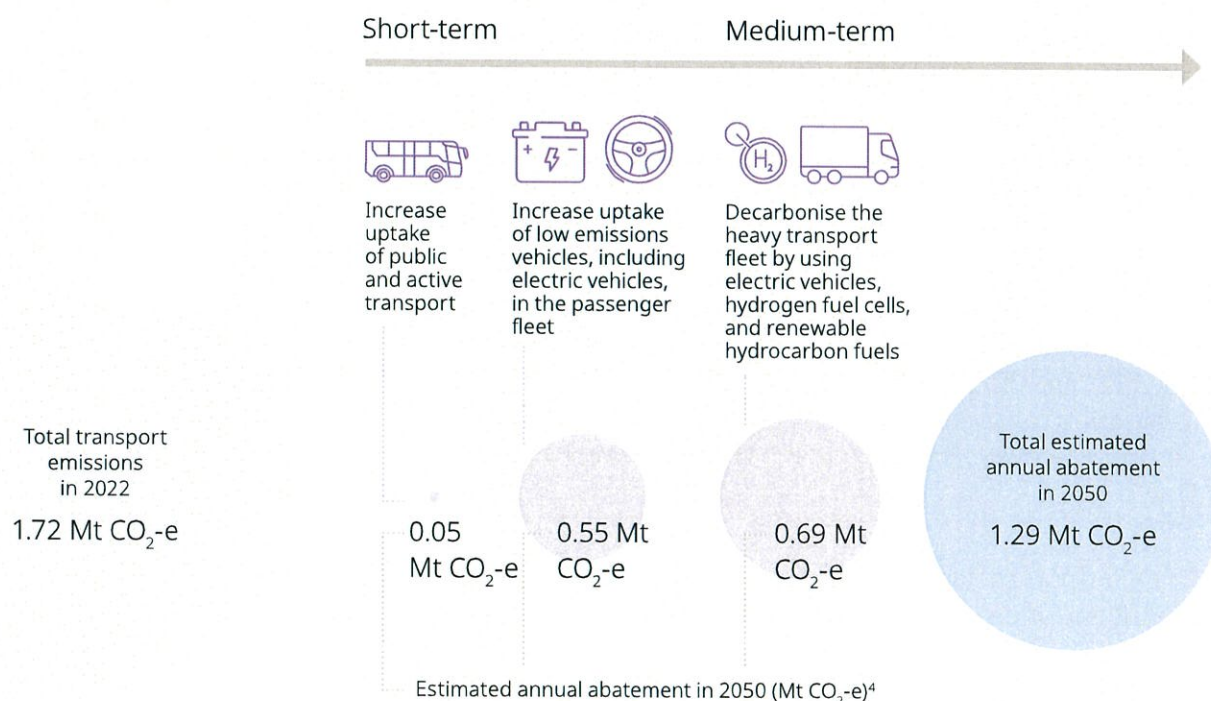 Short-term
Medium-term
+ −
H₂
Increase
uptake
of public
and active
transport
Increase uptake
of low emissions
vehicles, including
electric vehicles,
in the passenger
fleet
Decarbonise the
heavy transport
fleet by using
electric vehicles,
hydrogen fuel cells,
and renewable
hydrocarbon fuels
Total transport
emissions
in 2022
1.72 Mt CO₂-e
0.05
Mt CO₂-e
0.55 Mt
CO₂-e
0.69 Mt
CO₂-e
Total estimated
annual abatement
in 2050
1.29 Mt CO₂-e
Estimated annual abatement in 2050 (Mt CO₂-e)⁴